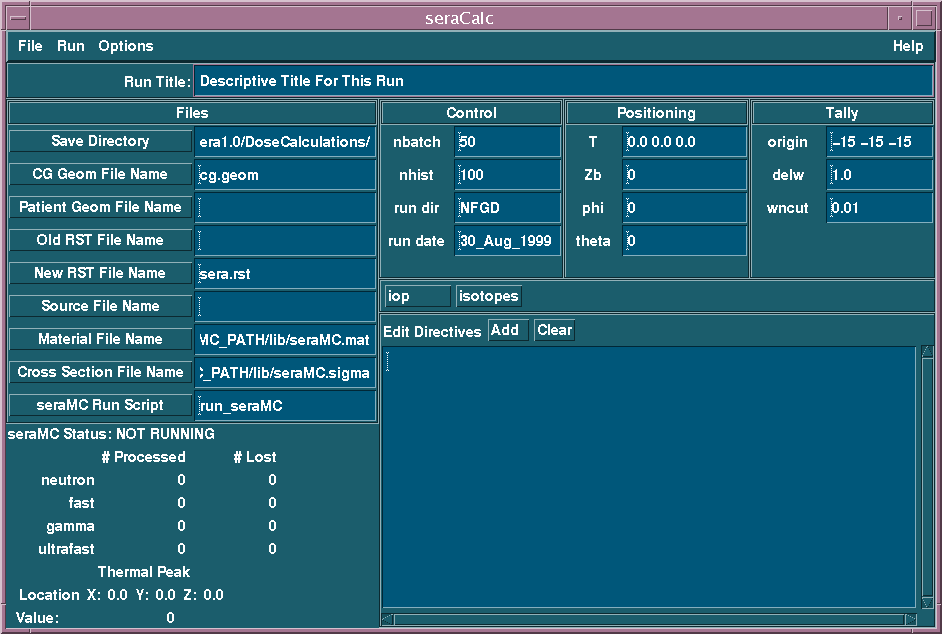 seraCalc
File Run Options Help
Run Title: Descriptive Title For This Run
Files
Save Directory era1.0/DoseCalculations/
CG Geom File Name cg.geom
Patient Geom File Name
Old RST File Name
New RST File Name sera.rst
Source File Name
Material File Name MC_PATH/lib/seraMC.mat
Cross Section File Name C_PATH/lib/seraMC.sigma
seraMC Run Script run_seraMC
seraMC Status: NOT RUNNING
# Processed # Lost
neutron 0 0
fast 0 0
gamma 0 0
ultrafast 0 0
Thermal Peak
Location X: 0.0 Y: 0.0 Z: 0.0
Value: 0
Control
nbatch 50
nhist 100
run dir NFGD
run date 30_Aug_1999
Positioning
T 0.0 0.0 0.0
Zb 0
phi 0
theta 0
Tally
origin -15 -15 -15
delw 1.0
wncut 0.01
iop isotopes
Edit Directives Add Clear